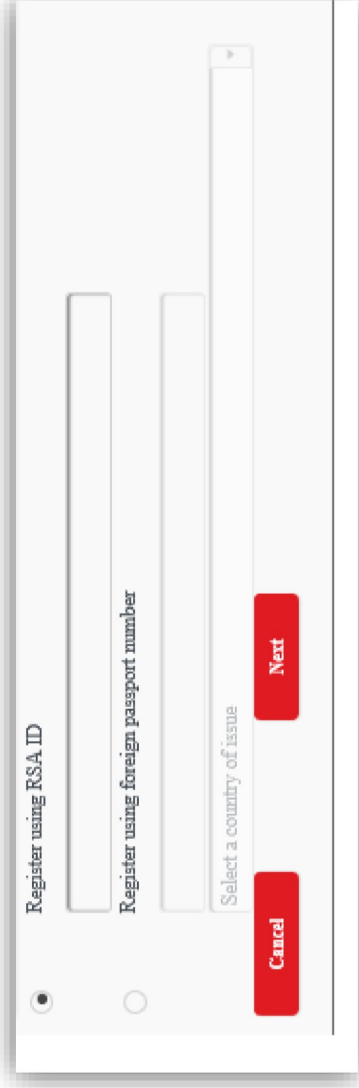 Register using RSA ID
Register using foreign passport number
Select a country of issue
Cancel
Next